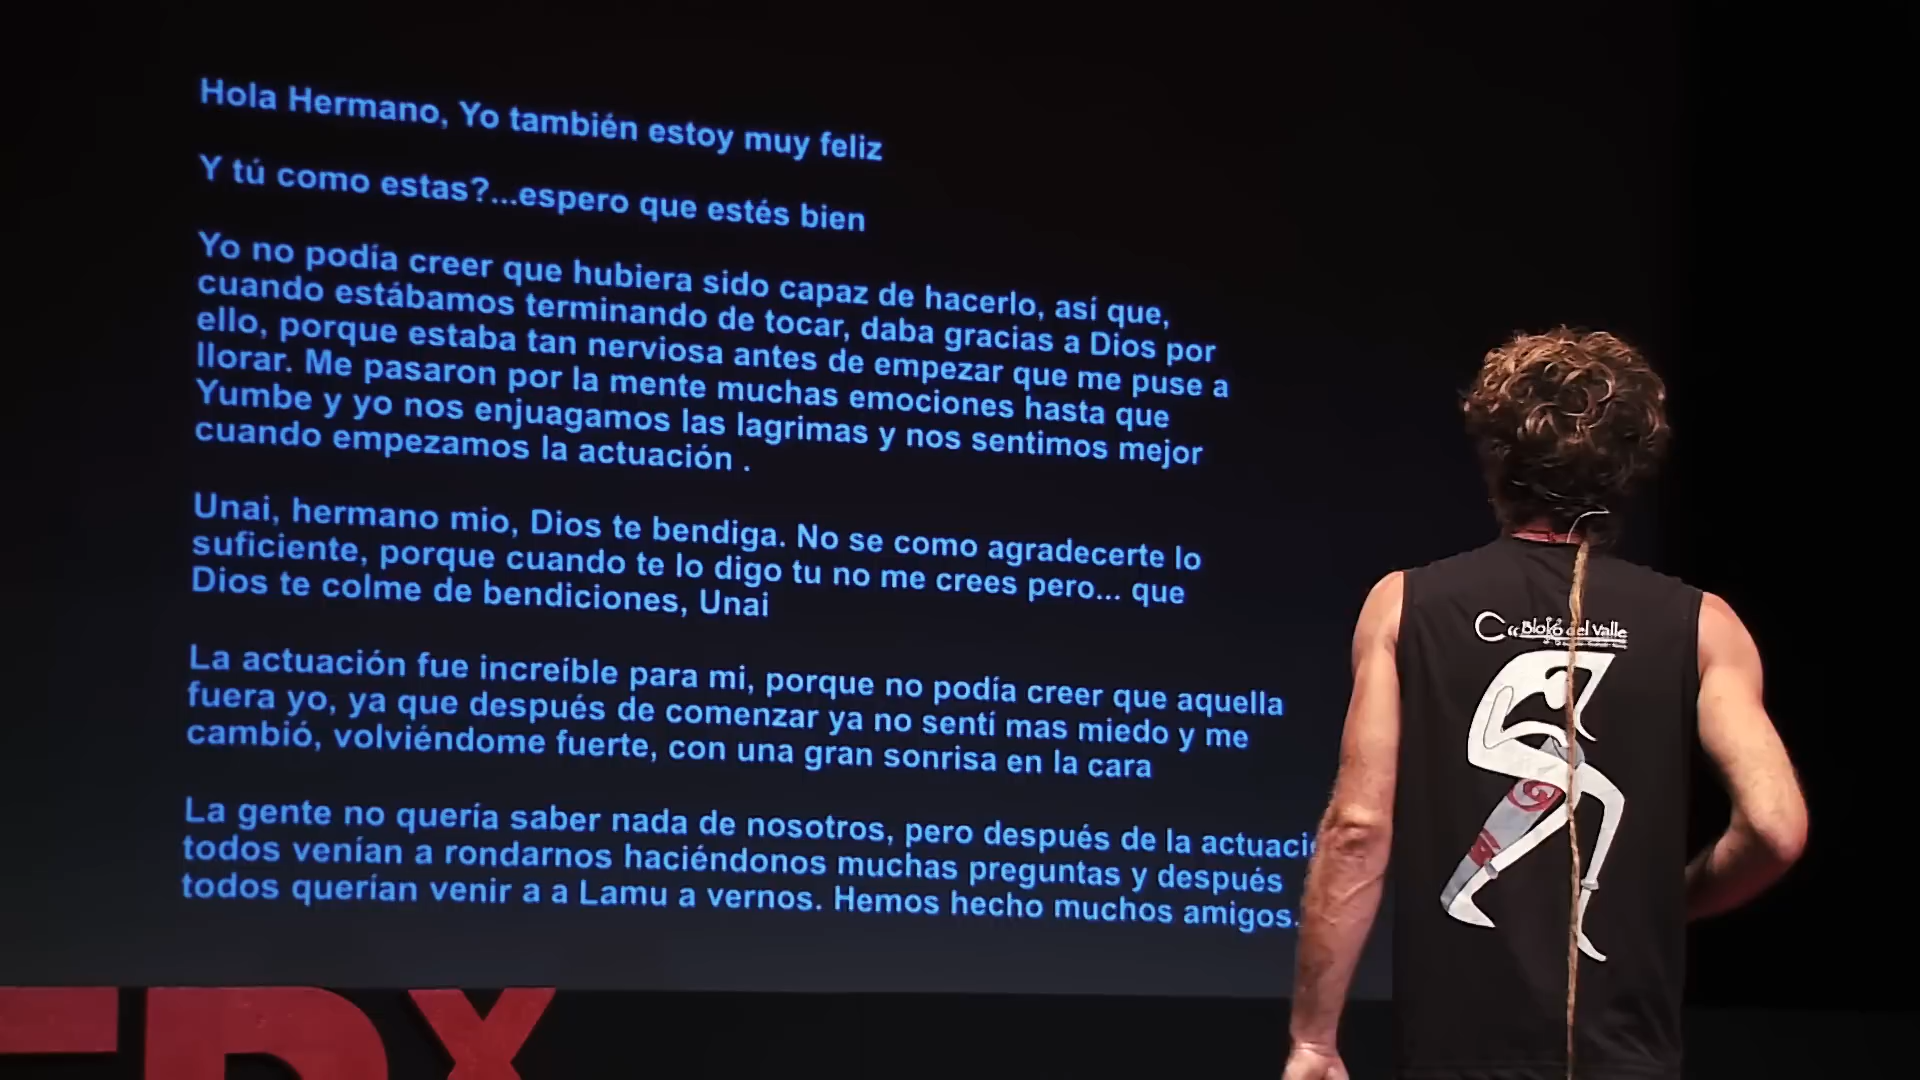 Hola Hermano, Yo también estoy muy feliz
Y tú como estas?...espero que estés bien
Yo no podía creer que hubiera sido capaz de hacerlo, así que,
cuando estábamos terminando de tocar, daba gracias a Dios por
ello, porque estaba tan nerviosa antes de empezar que me puse a
llorar. Me pasaron por la mente muchas emociones hasta que
Yumbe y yo nos enjuagamos las lagrimas y nos sentimos mejor
cuando empezamos la actuación .
Unai, hermano mio, Dios te bendiga. No se como agradecerte lo
suficiente, porque cuando te lo digo tu no me crees pero... que
Dios te colme de bendiciones, Unai
La actuación fue increíble para mi, porque no podía creer que aquella
fuera yo, ya que después de comenzar ya no sentí mas miedo y me
cambió, volviéndome fuerte, con una gran sonrisa en la cara
La gente no quería saber nada de nosotros, pero después de la actuaci
todos venían a rondarnos haciéndonos muchas preguntas y después
todos querían venir a a Lamu a vernos. Hemos hecho muchos amigos.
Bloko del Valle
EDx